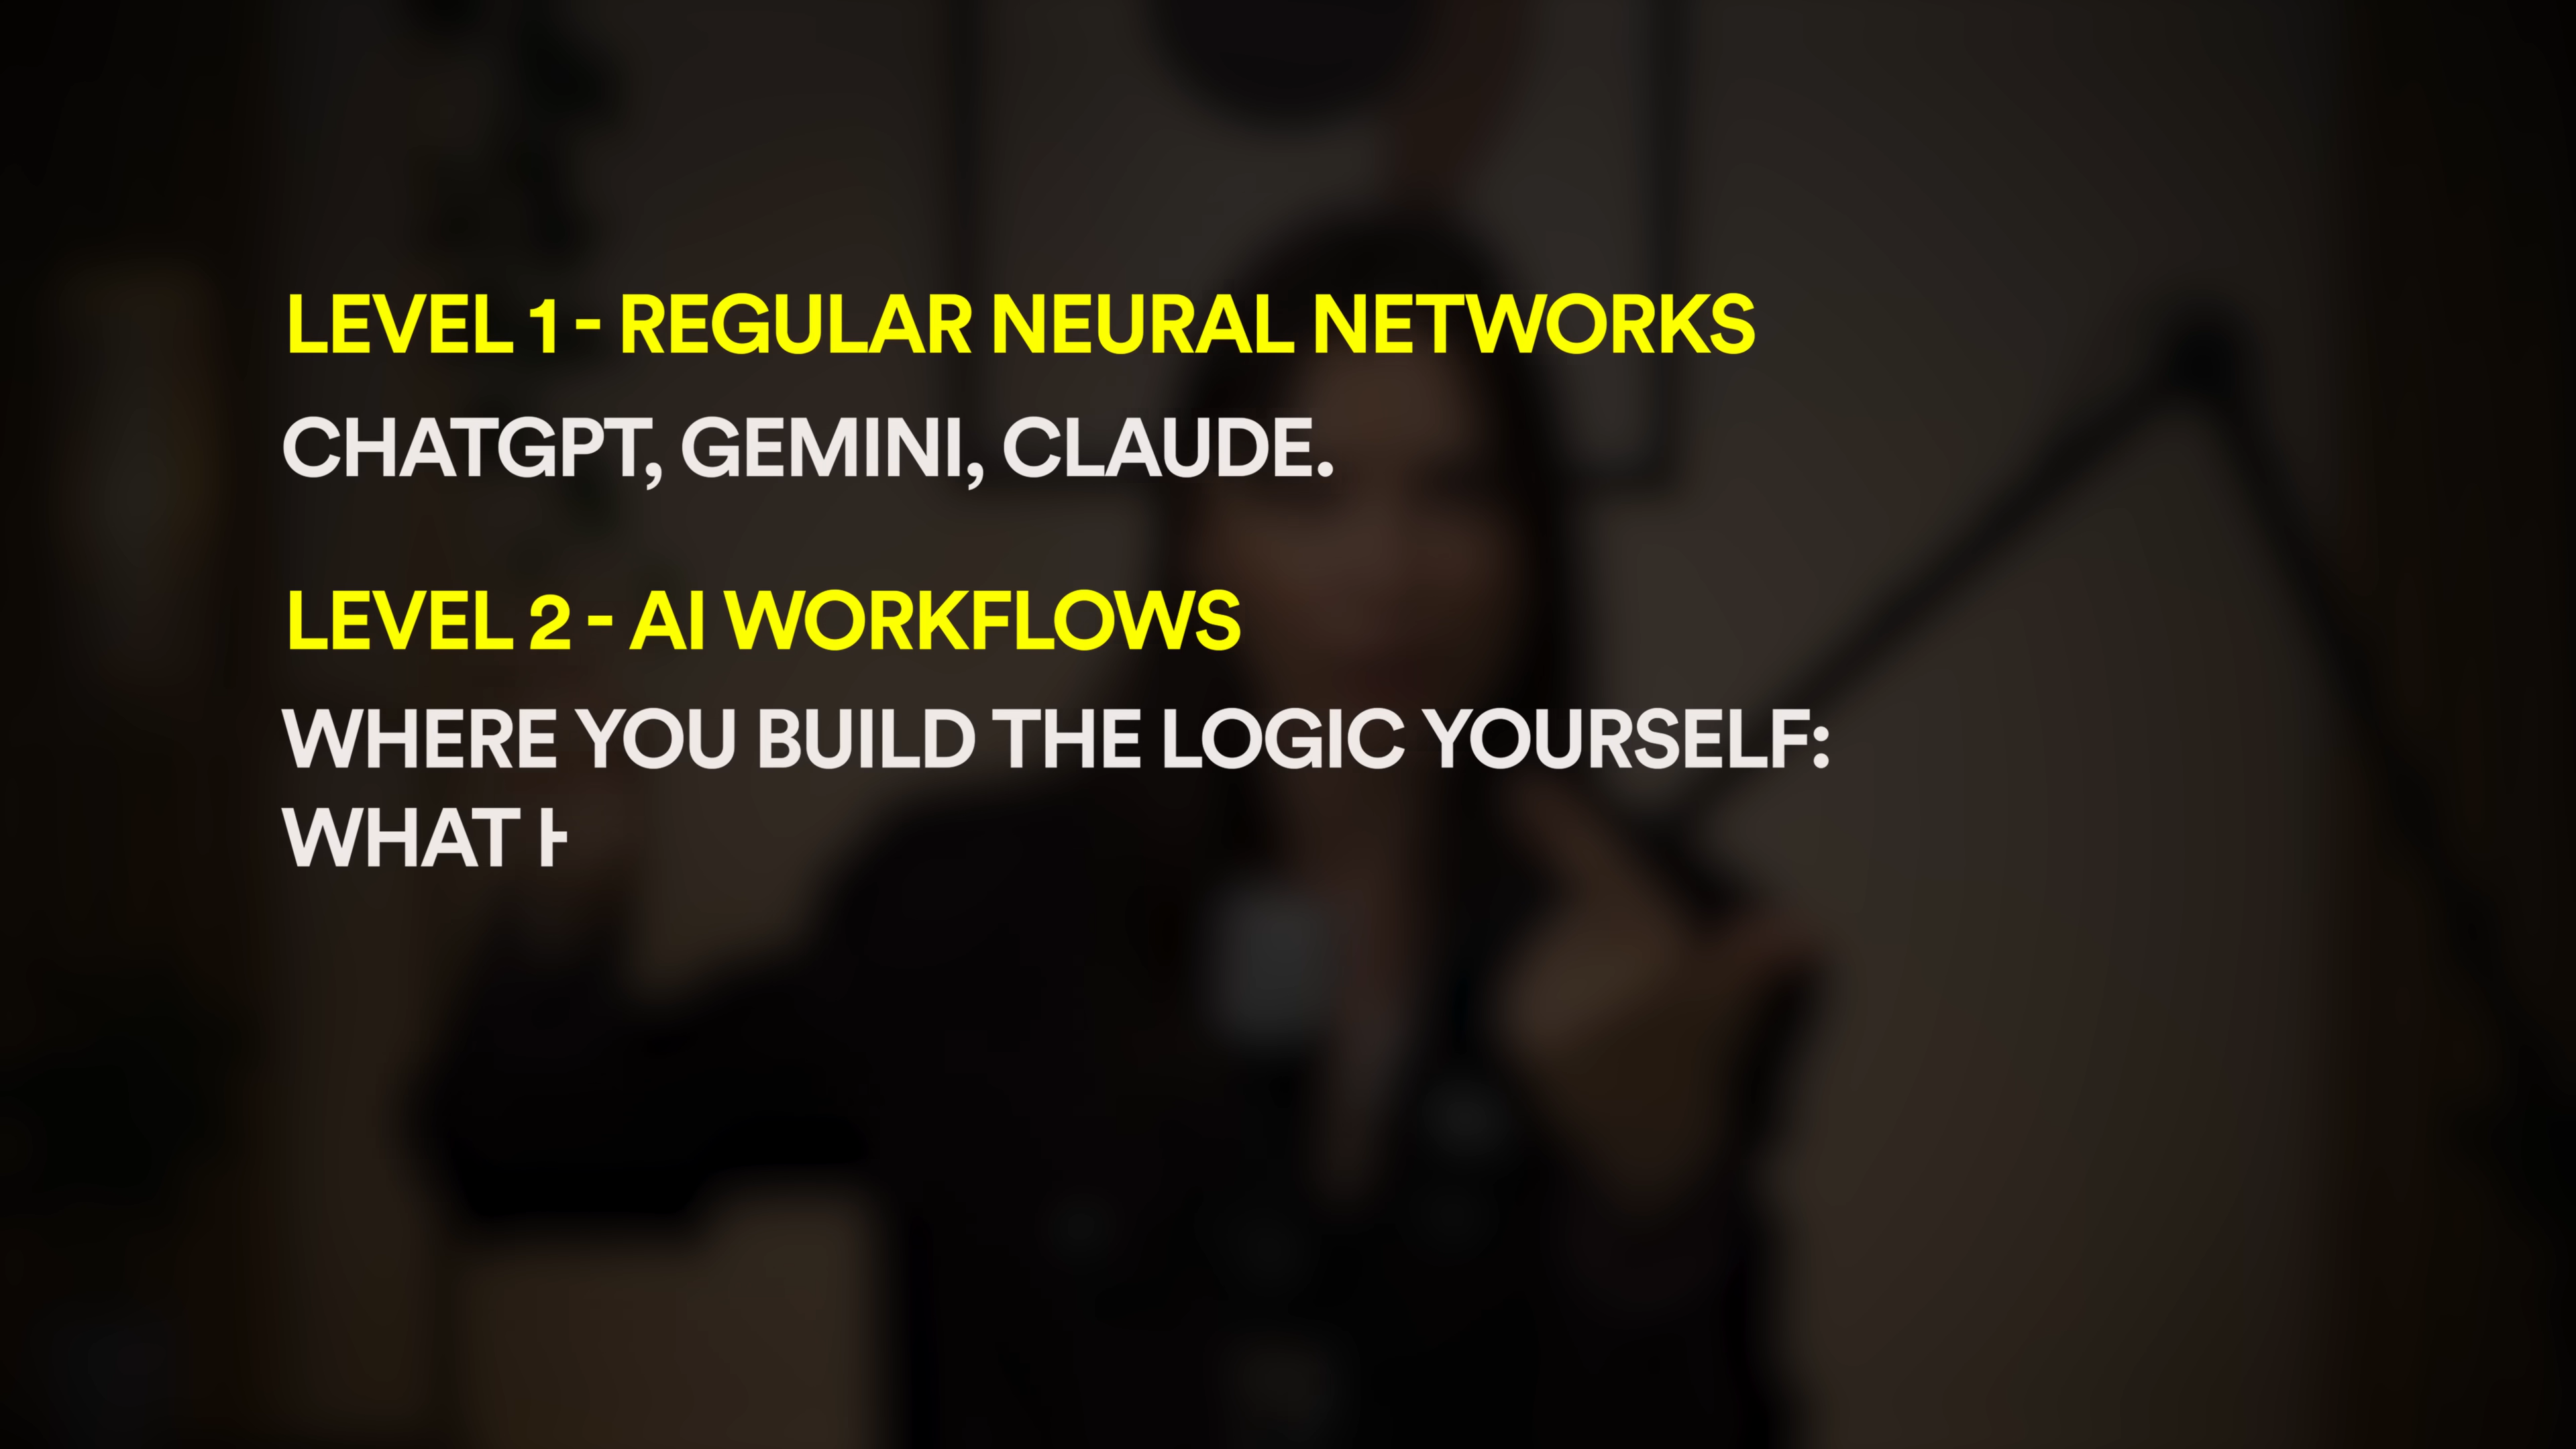 LEVEL 1 - REGULAR NEURAL NETWORKS
CHATGPT, GEMINI, CLAUDE.
LEVEL 2 - AI WORKFLOWS
WHERE YOU BUILD THE LOGIC YOURSELF:
WHAT